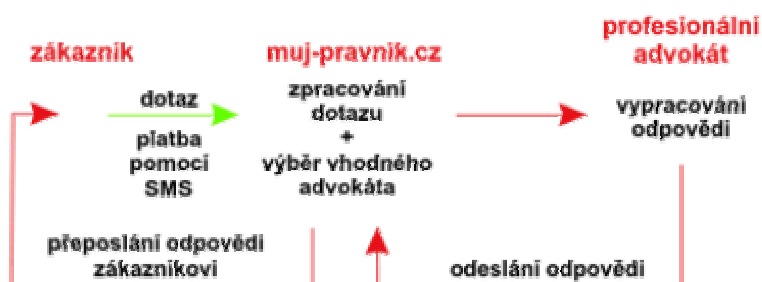 zákazník
muj-pravnik.cz
profesionální
advokát
dotaz
platba
pomocí
SMS
zpracování
dotazu
+
výběr vhodného
advokáta
vypracování
odpovědi
přeposlání odpovědi
zákazníkovi
odeslání odpovědi